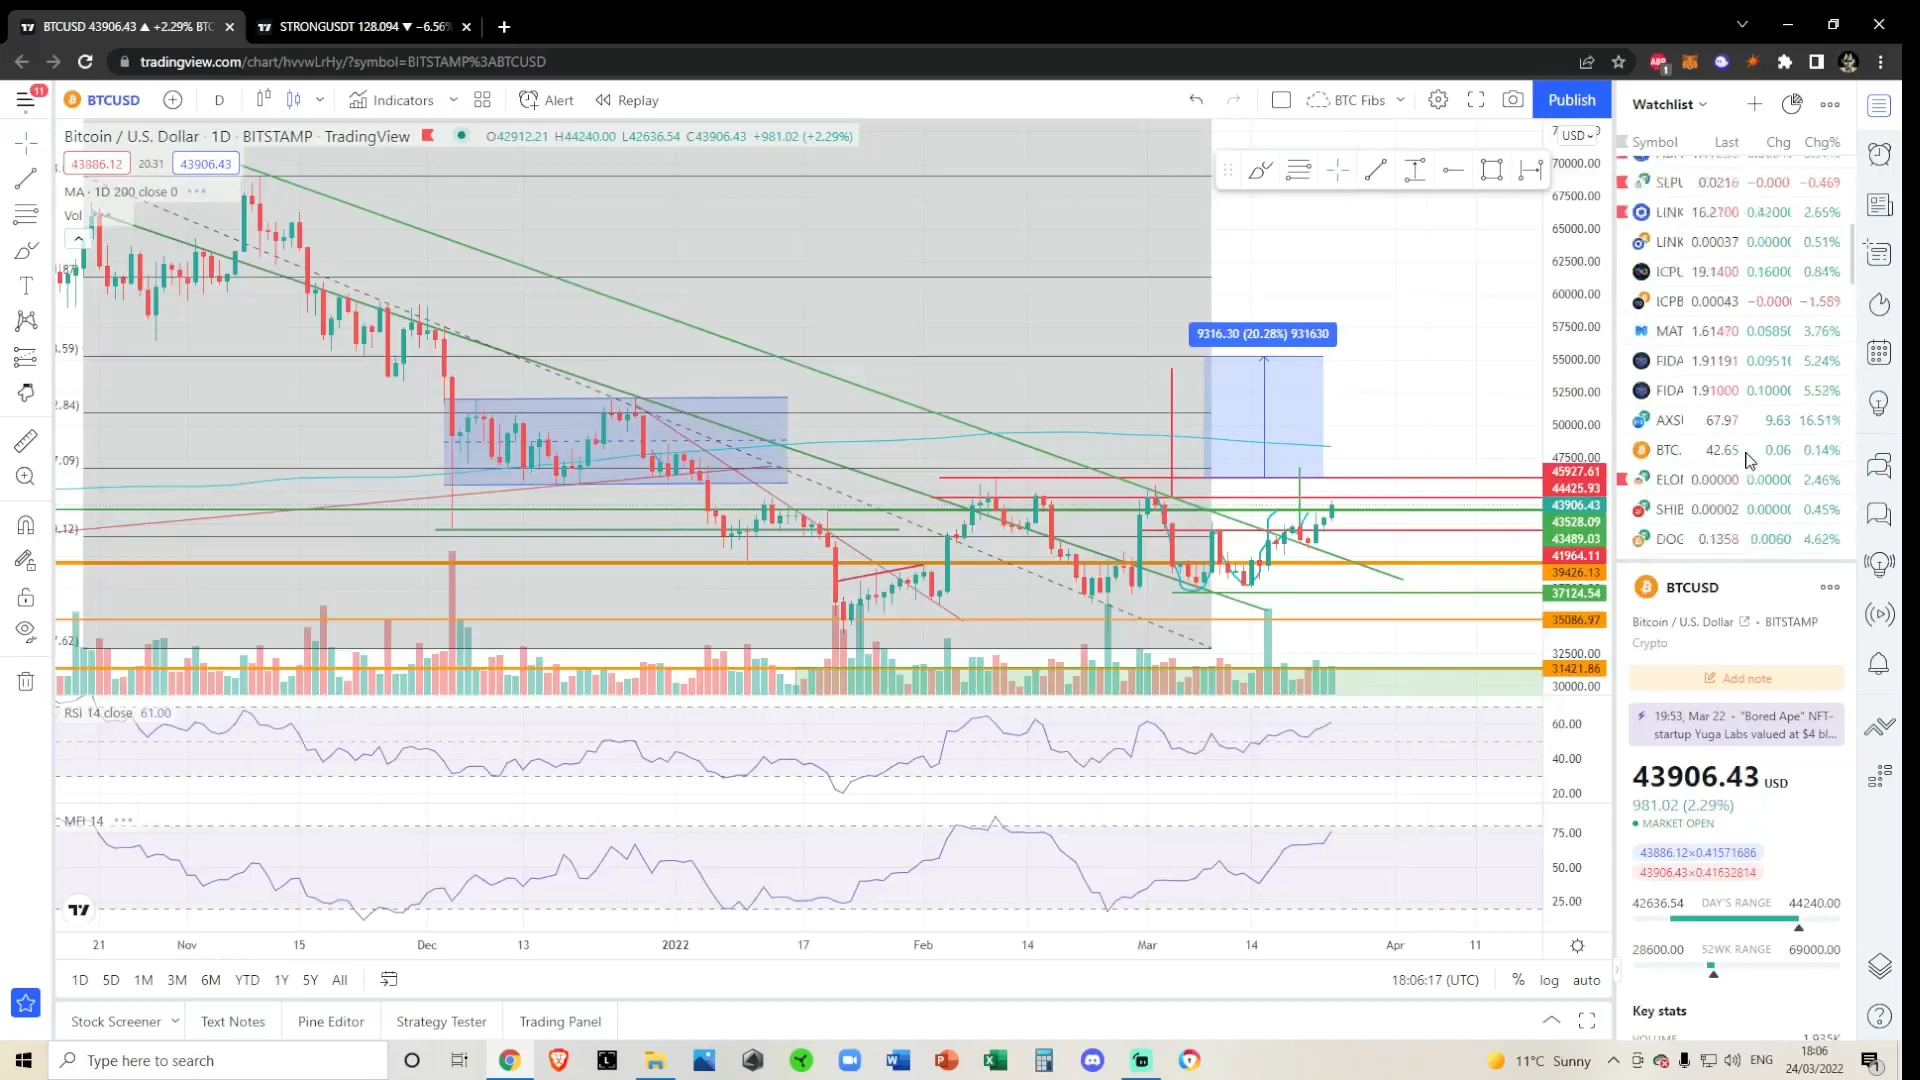 BTCUSD 43906.43 ▲ +2.29% BTC
STRONGUSDT 128.094 ▼ −6.56%
tradingview.com/chart/hvvwLrHy/?symbol=BITSTAMP%3ABTCUSD
11
BTCUSD
D
Indicators
Alert
Replay
BTC Fibs
Publish
Watchlist
Bitcoin / U.S. Dollar · 1D · BITSTAMP · TradingView
O42912.21 H44240.00 L42636.54 C43906.43 +981.02 (+2.29%)
USD
43886.12 20.31 43906.43
MA · 1D 200 close 0
Vol
70000.00
67500.00
65000.00
62500.00
60000.00
57500.00
55000.00
52500.00
50000.00
47500.00
45927.61
44425.93
43906.43
43528.09
43489.03
41964.11
39426.13
37124.54
35086.97
32500.00
31421.86
30000.00
9316.30 (20.28%) 931630
RSI 14 close 61.00
60.00
40.00
20.00
MFI 14
75.00
50.00
25.00
21 Nov 15 Dec 13 2022 17 Feb 14 Mar 14 Apr 11
1D 5D 1M 3M 6M YTD 1Y 5Y All
18:06:17 (UTC) % log auto
Stock Screener Text Notes Pine Editor Strategy Tester Trading Panel
Symbol Last Chg Chg%
SLPU 0.0216 −0.000 −0.469
LINK 16.2700 0.42000 2.65%
LINK 0.00037 0.00000 0.51%
ICPU 19.1400 0.16000 0.84%
ICPB 0.00043 −0.0000 −1.589
MAT 1.61470 0.05850 3.76%
FIDA 1.91191 0.09516 5.24%
FIDA 1.91000 0.10000 5.52%
AXSI 67.97 9.63 16.51%
BTC. 42.65 0.06 0.14%
ELOI 0.00000 0.00000 2.46%
SHIB 0.00002 0.00000 0.45%
DOG 0.1358 0.0060 4.62%
BTCUSD
Bitcoin / U.S. Dollar • BITSTAMP
Crypto
Add note
19:53, Mar 22 • "Bored Ape" NFT-
startup Yuga Labs valued at $4 bl...
43906.43 USD
981.02 (2.29%)
MARKET OPEN
43886.12×0.41571686
43906.43×0.41632814
42636.54 DAY'S RANGE 44240.00
28600.00 52WK RANGE 69000.00
Key stats
VOLUME 1.935K
Type here to search
11°C Sunny
ENG
18:06
24/03/2022